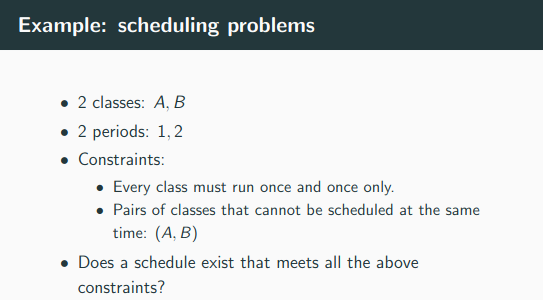 Example: scheduling problems
• 2 classes: A, B
• 2 periods: 1, 2
• Constraints:
• Every class must run once and once only.
• Pairs of classes that cannot be scheduled at the same
time: (A, B)
• Does a schedule exist that meets all the above
constraints?